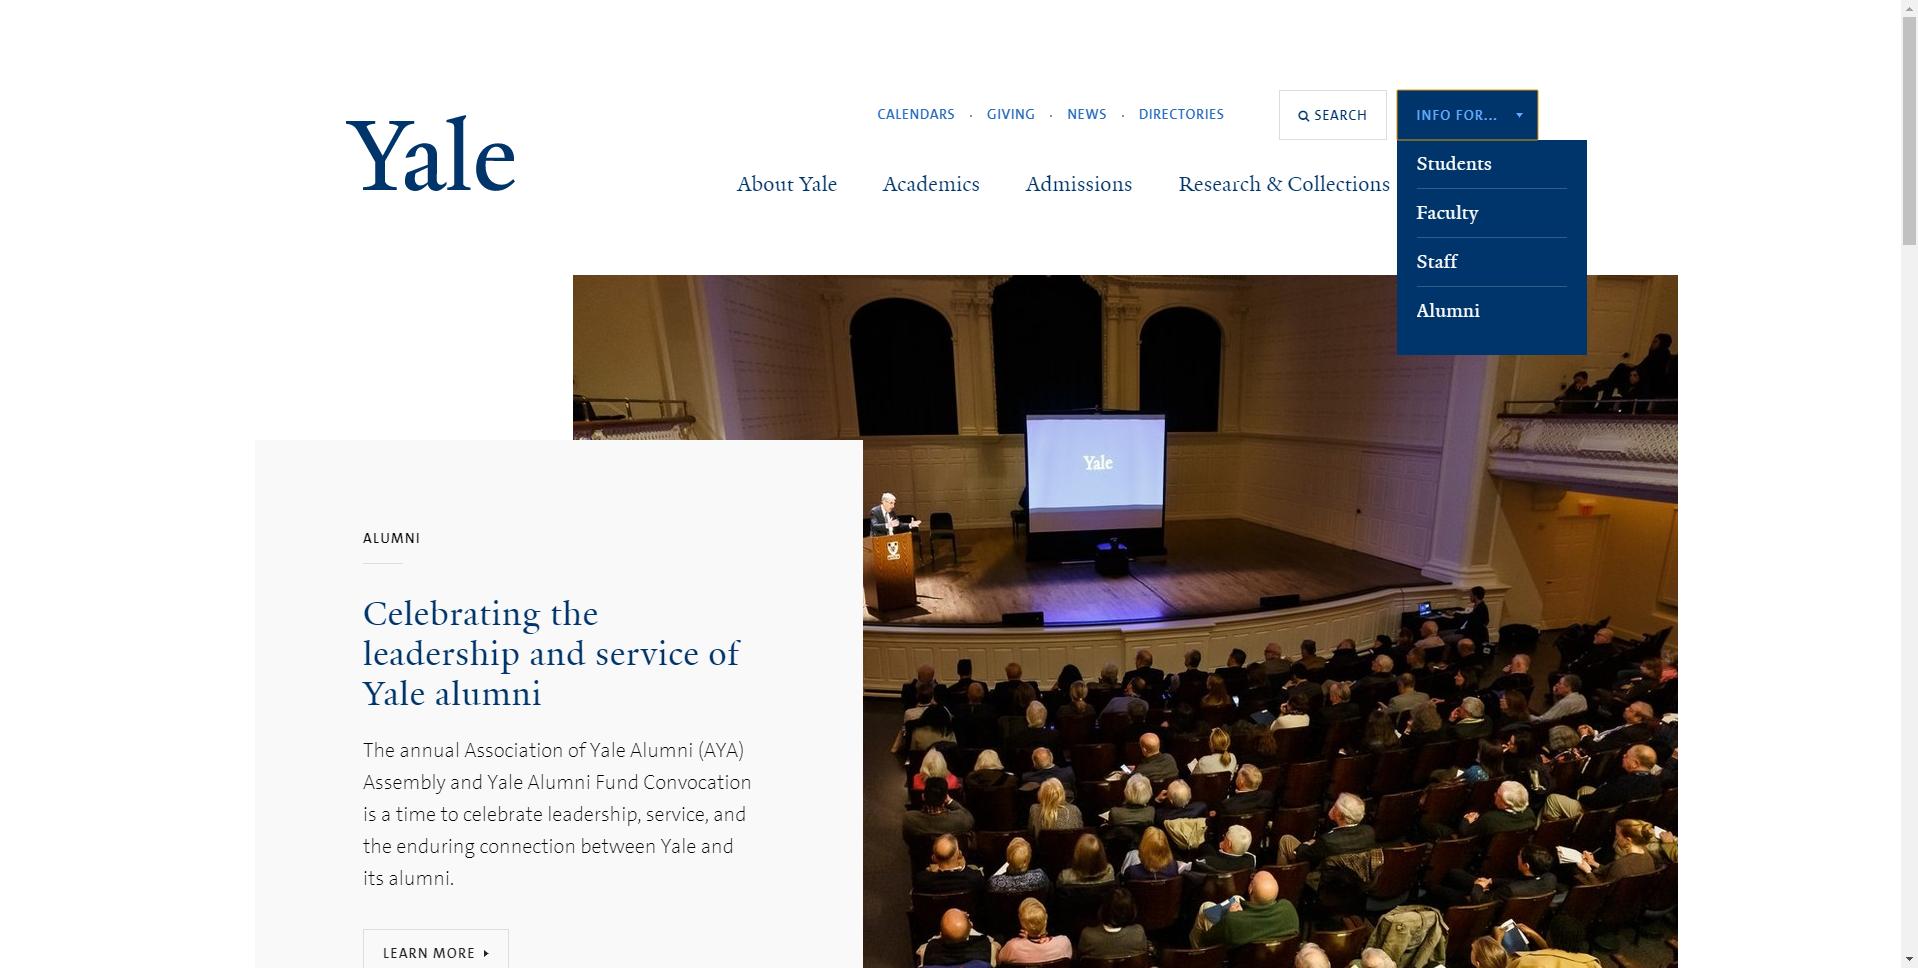 Yale
CALENDARS · GIVING · NEWS · DIRECTORIES
SEARCH
INFO FOR...
About Yale
Academics
Admissions
Research & Collections
Students
Faculty
Staff
Alumni
Yale
ALUMNI
Celebrating the
leadership and service of
Yale alumni
The annual Association of Yale Alumni (AYA)
Assembly and Yale Alumni Fund Convocation
is a time to celebrate leadership, service, and
the enduring connection between Yale and
its alumni.
LEARN MORE